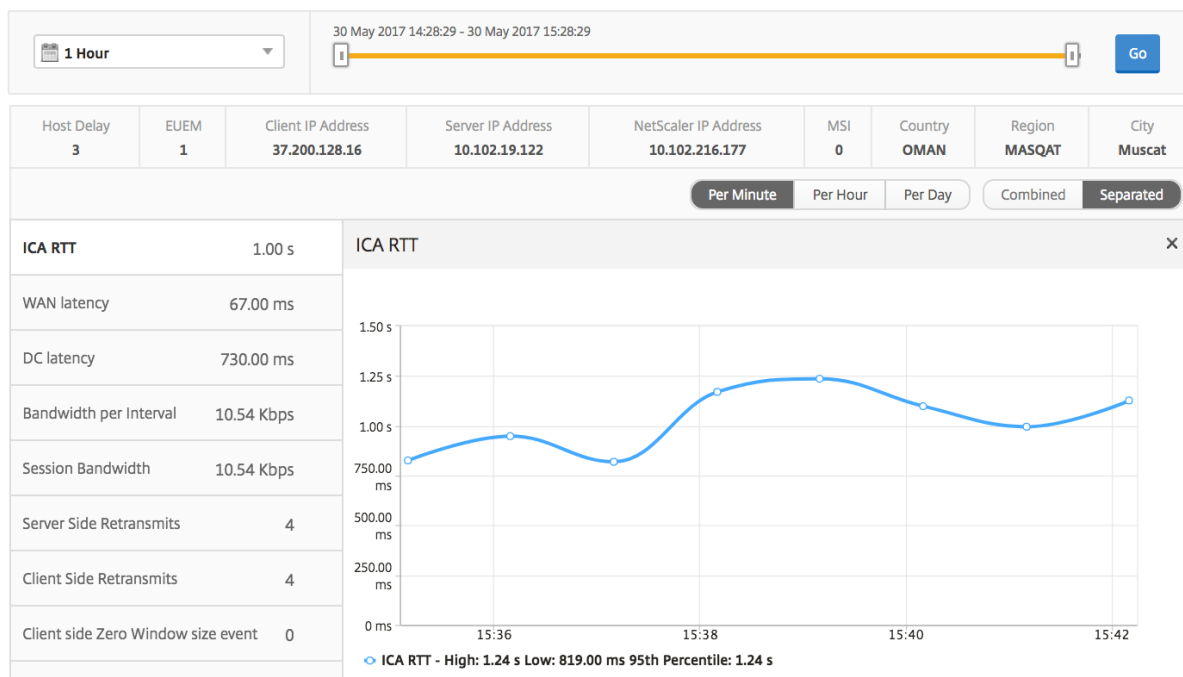 30 May 2017 14:28:29 - 30 May 2017 15:28:29
1 Hour
Go
Host Delay EUEM Client IP Address Server IP Address NetScaler IP Address MSI Country Region City
3 1 37.200.128.16 10.102.19.122 10.102.216.177 0 OMAN MASQAT Muscat
Per Minute Per Hour Per Day Combined Separated
ICA RTT 1.00 s
WAN latency 67.00 ms
DC latency 730.00 ms
Bandwidth per Interval 10.54 Kbps
Session Bandwidth 10.54 Kbps
Server Side Retransmits 4
Client Side Retransmits 4
Client side Zero Window size event 0
ICA RTT ×
1.50 s
1.25 s
1.00 s
750.00
ms
500.00
ms
250.00
ms
0 ms
15:36 15:38 15:40 15:42
ICA RTT - High: 1.24 s Low: 819.00 ms 95th Percentile: 1.24 s